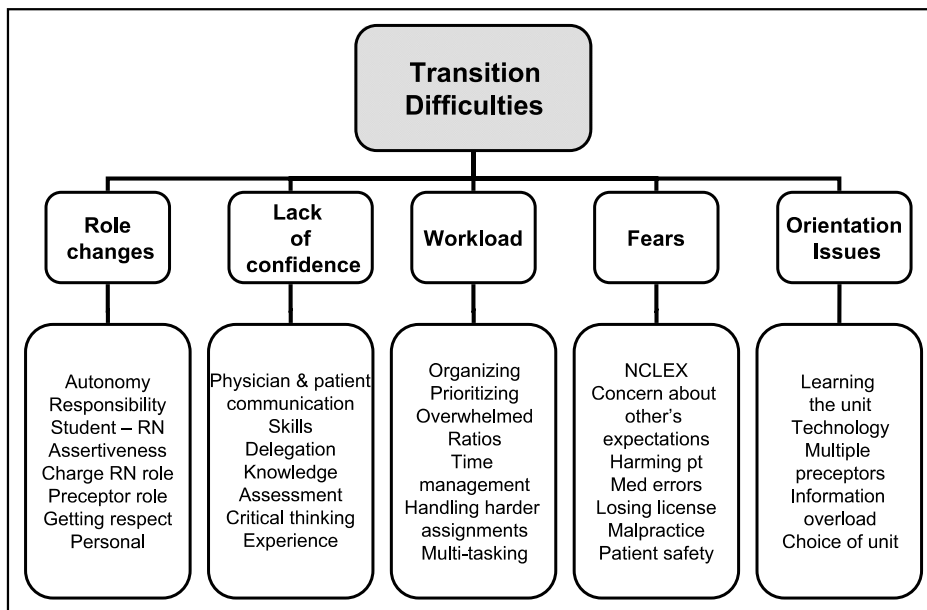 Transition
Difficulties
Role
changes
Lack
of
confidence
Workload
Fears
Orientation
Issues
Autonomy
Responsibility
Student – RN
Assertiveness
Charge RN role
Preceptor role
Getting respect
Personal
Physician & patient
communication
Skills
Delegation
Knowledge
Assessment
Critical thinking
Experience
Organizing
Prioritizing
Overwhelmed
Ratios
Time
management
Handling harder
assignments
Multi-tasking
NCLEX
Concern about
other's
expectations
Harming pt
Med errors
Losing license
Malpractice
Patient safety
Learning
the unit
Technology
Multiple
preceptors
Information
overload
Choice of unit